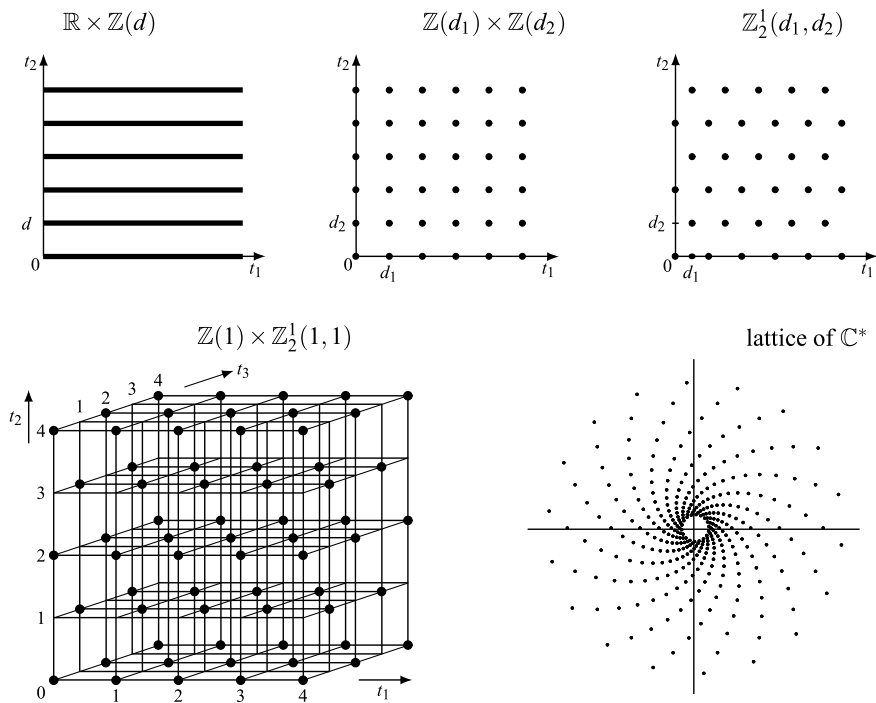 ℝ × ℤ(d)
ℤ(d₁) × ℤ(d₂)
ℤ₂¹(d₁,d₂)
t₂
t₂
t₂
d
d₂
d₂
0
t₁
0
d₁
t₁
0
d₁
t₁
ℤ(1) × ℤ₂¹(1,1)
lattice of ℂ*
t₃
1
2
3
4
t₂
4
3
2
1
0
1
2
3
4
t₁